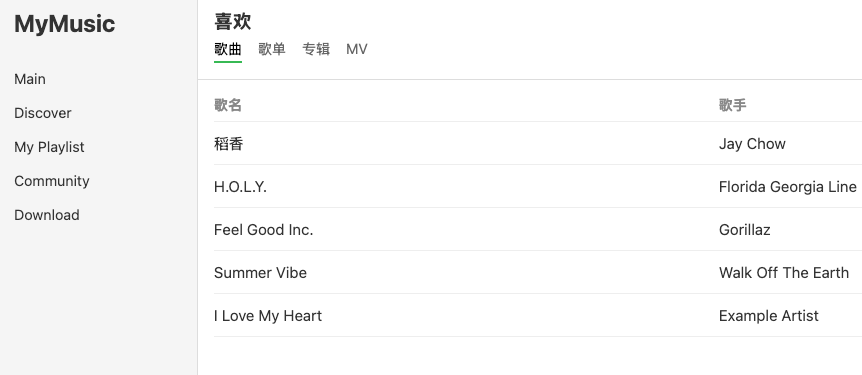 MyMusic
Main
Discover
My Playlist
Community
Download
喜欢
歌曲 歌单 专辑 MV
歌名 歌手
稻香 Jay Chow
H.O.L.Y. Florida Georgia Line
Feel Good Inc. Gorillaz
Summer Vibe Walk Off The Earth
I Love My Heart Example Artist